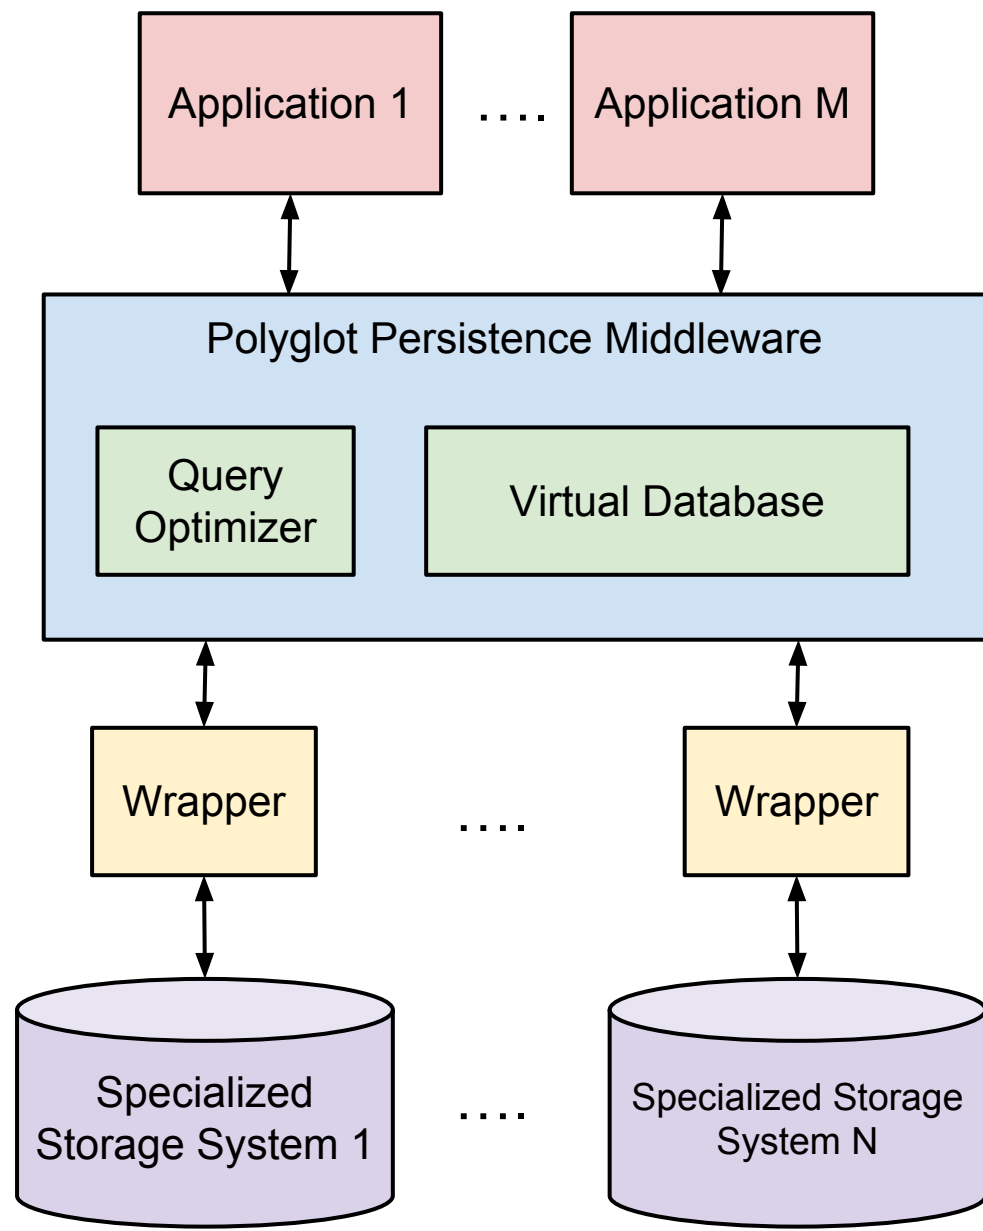 Application 1
....
Application M
Polyglot Persistence Middleware
Query
Optimizer
Virtual Database
Wrapper
....
Wrapper
Specialized
Storage System 1
....
Specialized Storage
System N